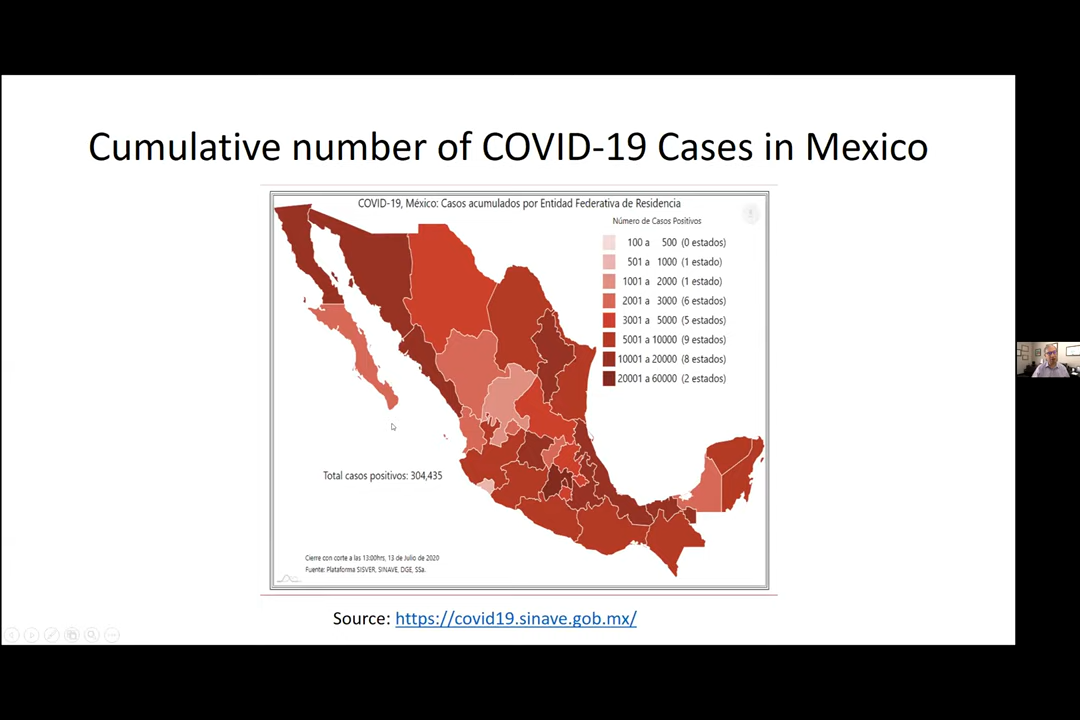 Cumulative number of COVID-19 Cases in Mexico
COVID-19, México: Casos acumulados por Entidad Federativa de Residencia
Número de Casos Positivos
100 a 500 (0 estados)
501 a 1000 (1 estado)
1001 a 2000 (1 estado)
2001 a 3000 (6 estados)
3001 a 5000 (5 estados)
5001 a 10000 (9 estados)
10001 a 20000 (8 estados)
20001 a 60000 (2 estados)
Total casos positivos: 304,435
Cierre con corte a las 13:00hrs, 13 de Julio de 2020
Fuente: Plataforma SISVER, SINAVE, DGE, SSa.
Source: https://covid19.sinave.gob.mx/